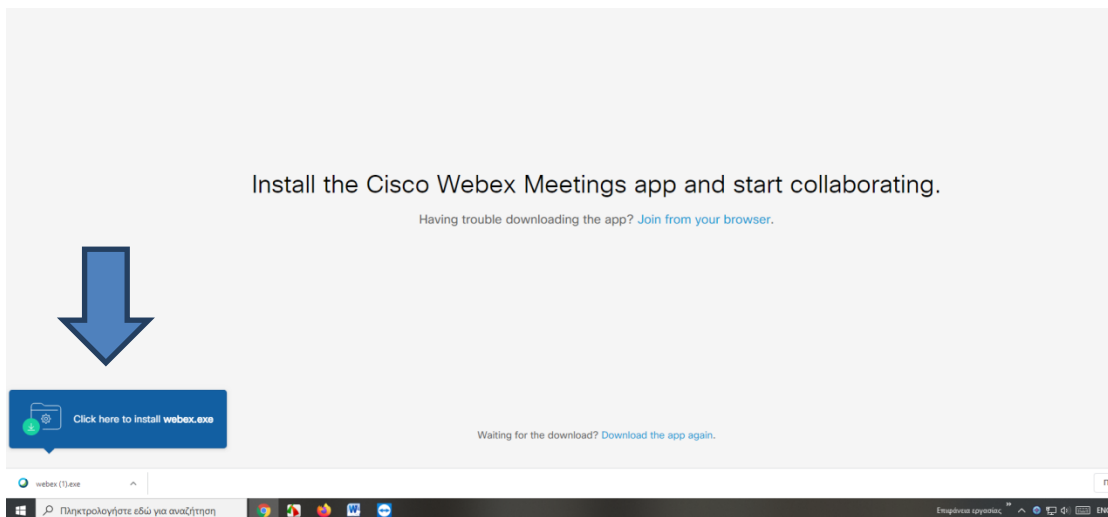 Install the Cisco Webex Meetings app and start collaborating.
Having trouble downloading the app? Join from your browser.
Click here to install webex.exe
Waiting for the download? Download the app again.
webex (1).exe
Πληκτρολογήστε εδώ για αναζήτηση
Επιφάνεια εργασίας
ENG